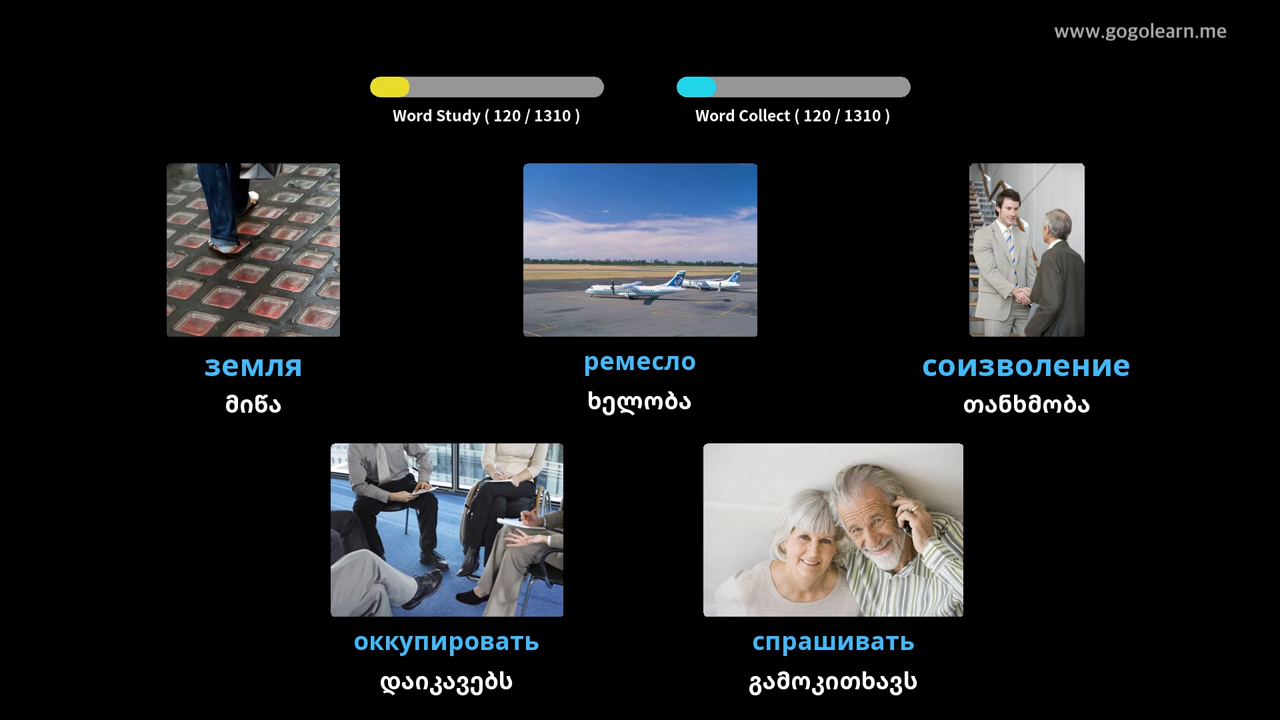 www.gogolearn.me
Word Study ( 120 / 1310 )
Word Collect ( 120 / 1310 )
земля
მიწა
ремесло
ხელობა
соизволение
თანხმობა
оккупировать
დაიკავებს
спрашивать
გამოკითხავს